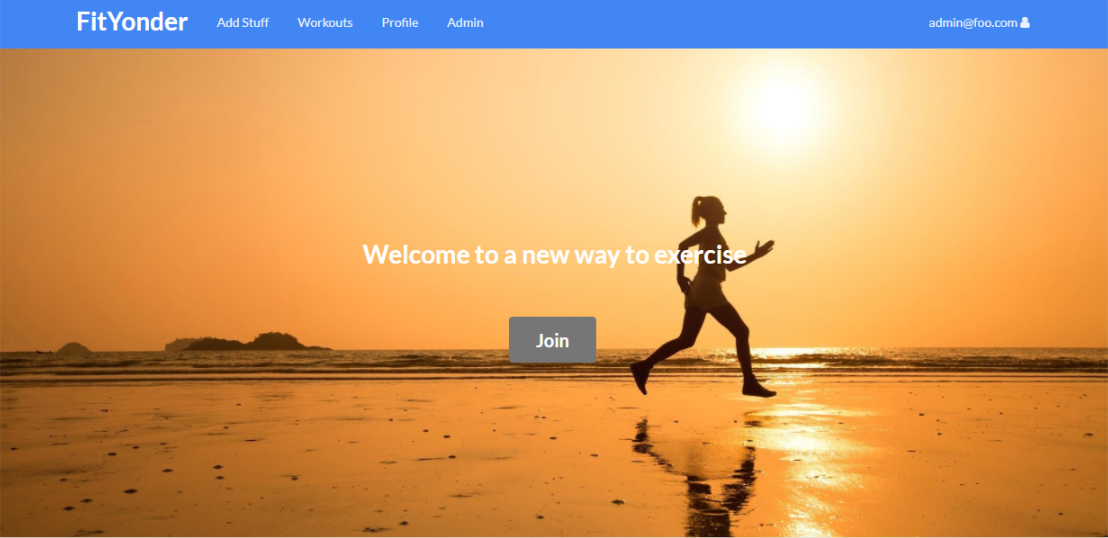 FitYonder Add Stuff Workouts Profile Admin admin@foo.com
Welcome to a new way to exercise
Join